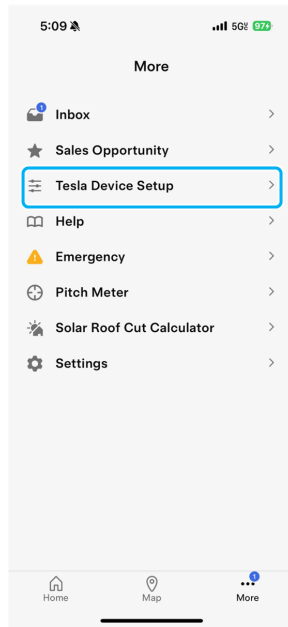 5:09 5G 97
More
1 Inbox
Sales Opportunity
Tesla Device Setup
Help
Emergency
Pitch Meter
Solar Roof Cut Calculator
Settings
1
Home Map More